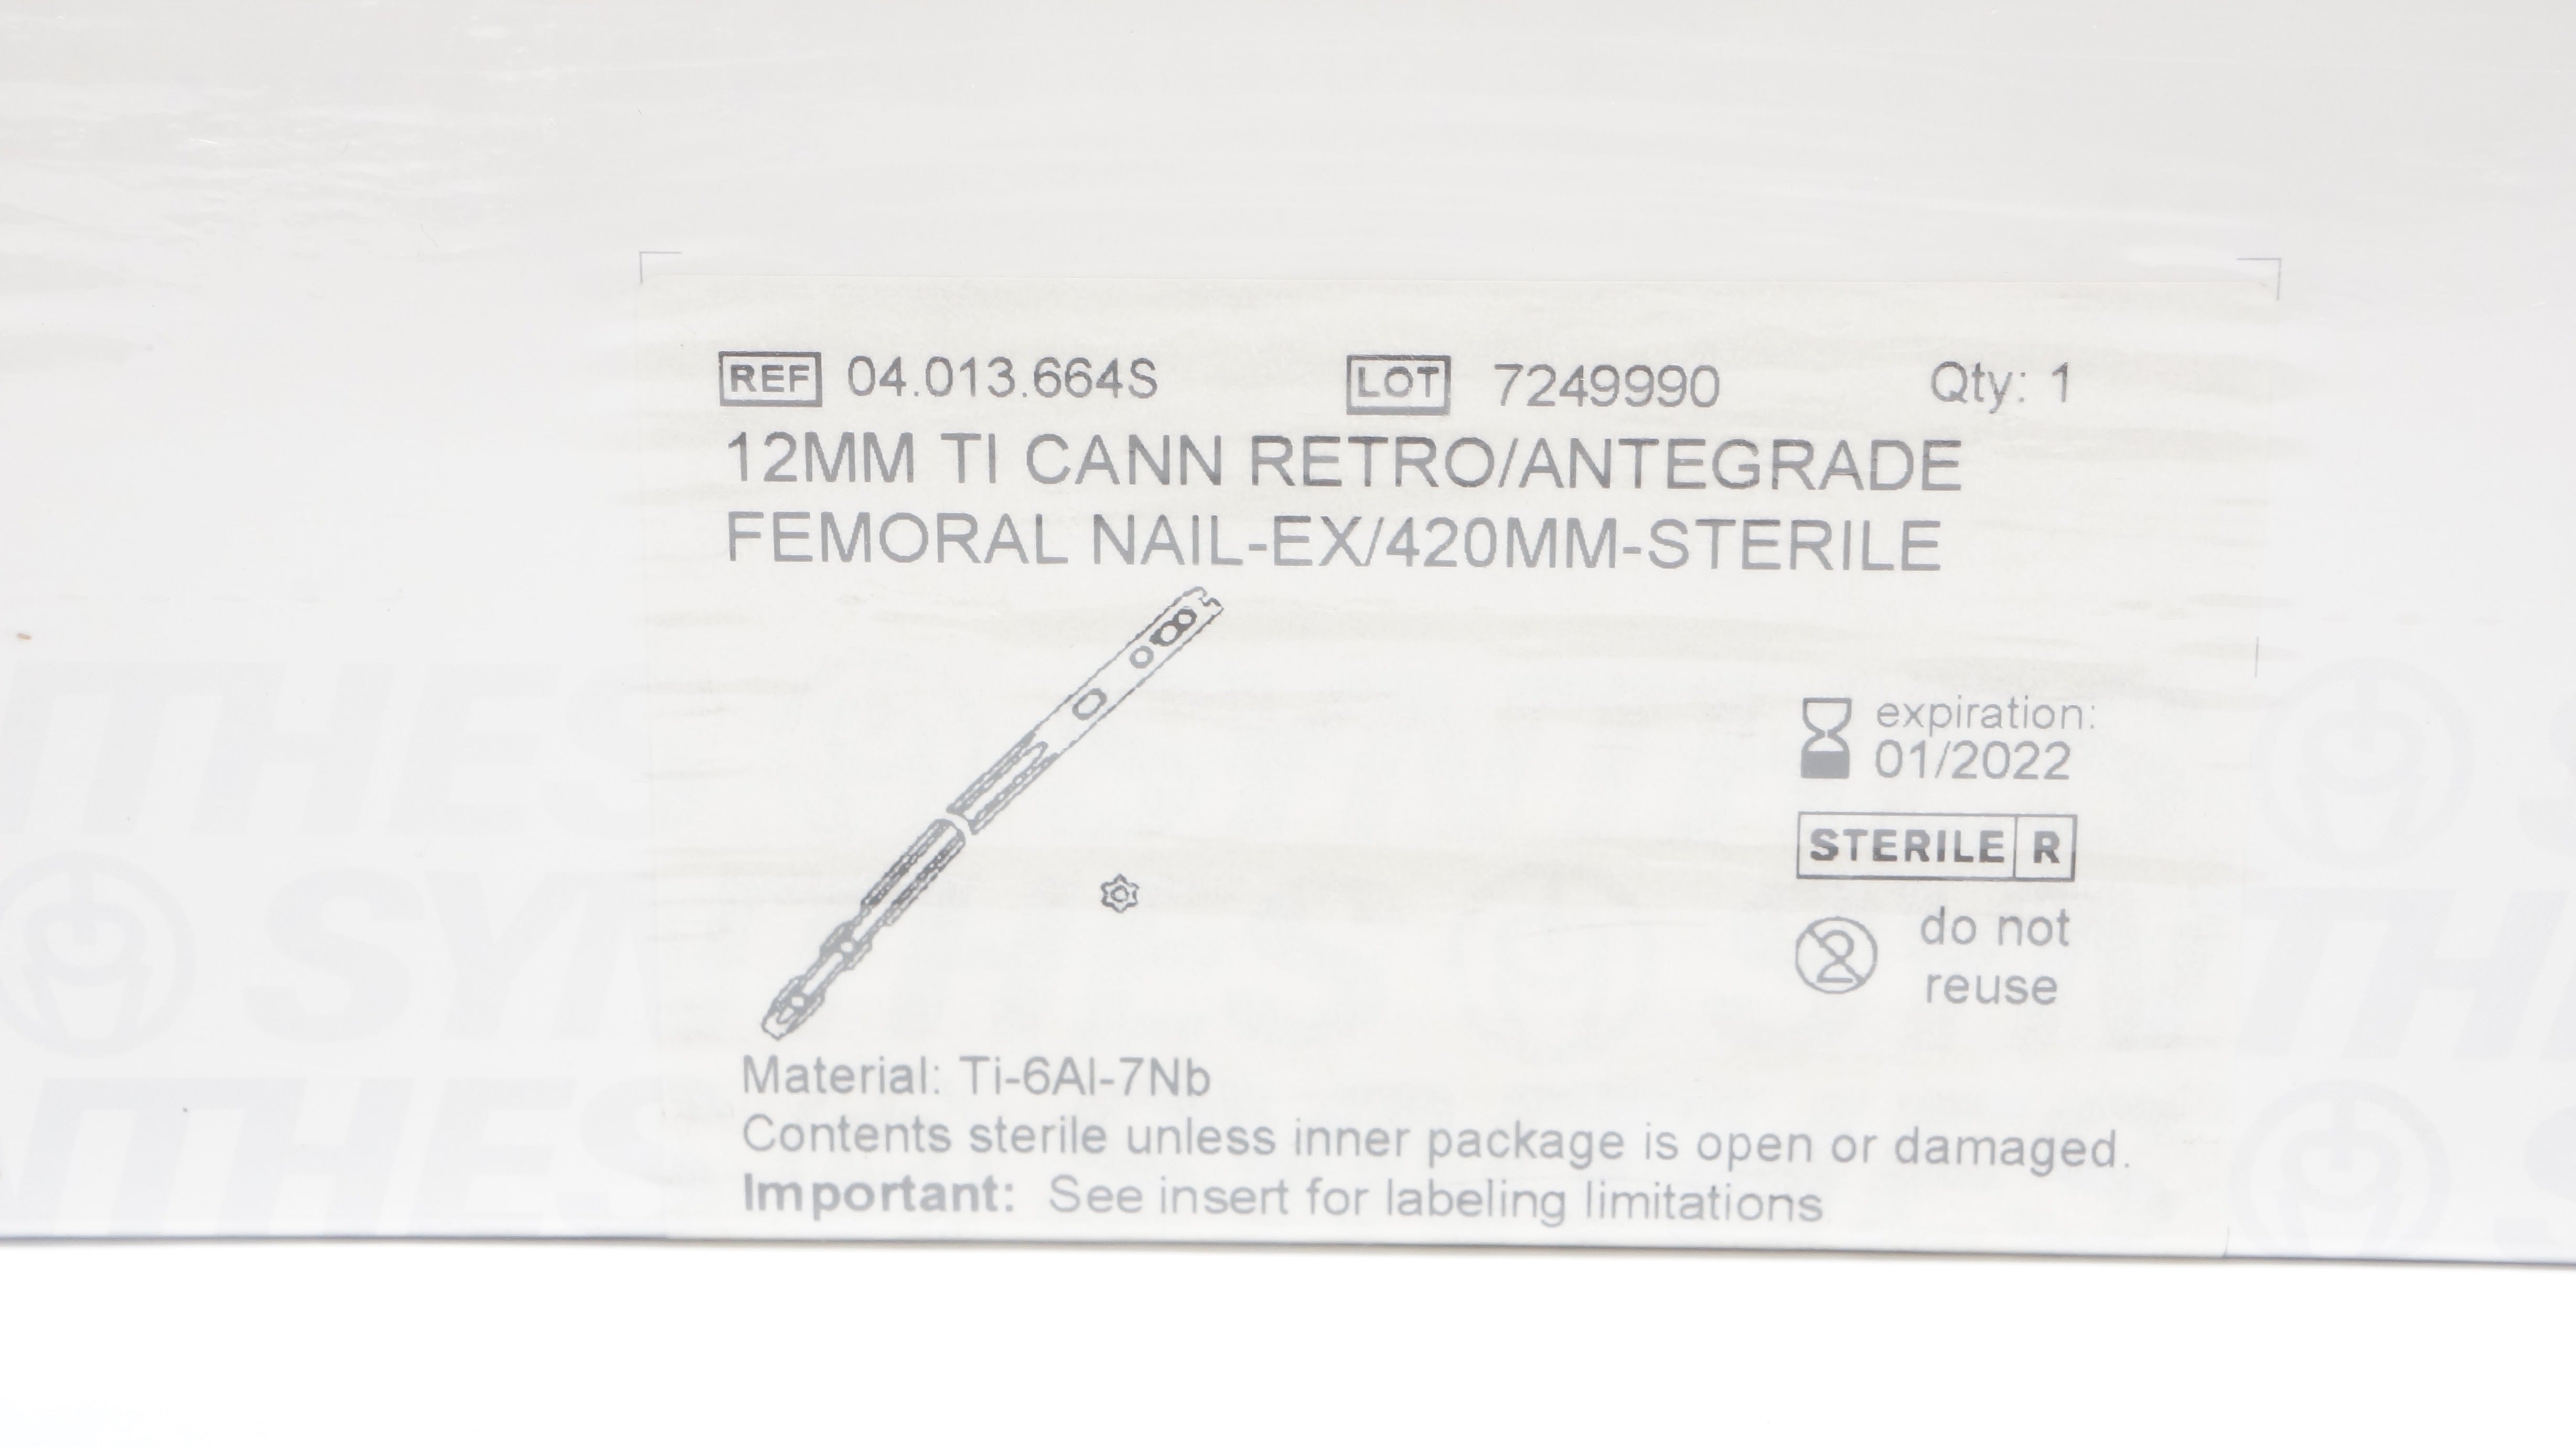 REF 04.013.664S LOT 7249990 Qty: 1
12MM TI CANN RETRO/ANTEGRADE
FEMORAL NAIL-EX/420MM-STERILE
expiration:
01/2022
STERILE R
do not
reuse
Material: Ti-6Al-7Nb
Contents sterile unless inner package is open or damaged.
Important: See insert for labeling limitations
SYNTHES